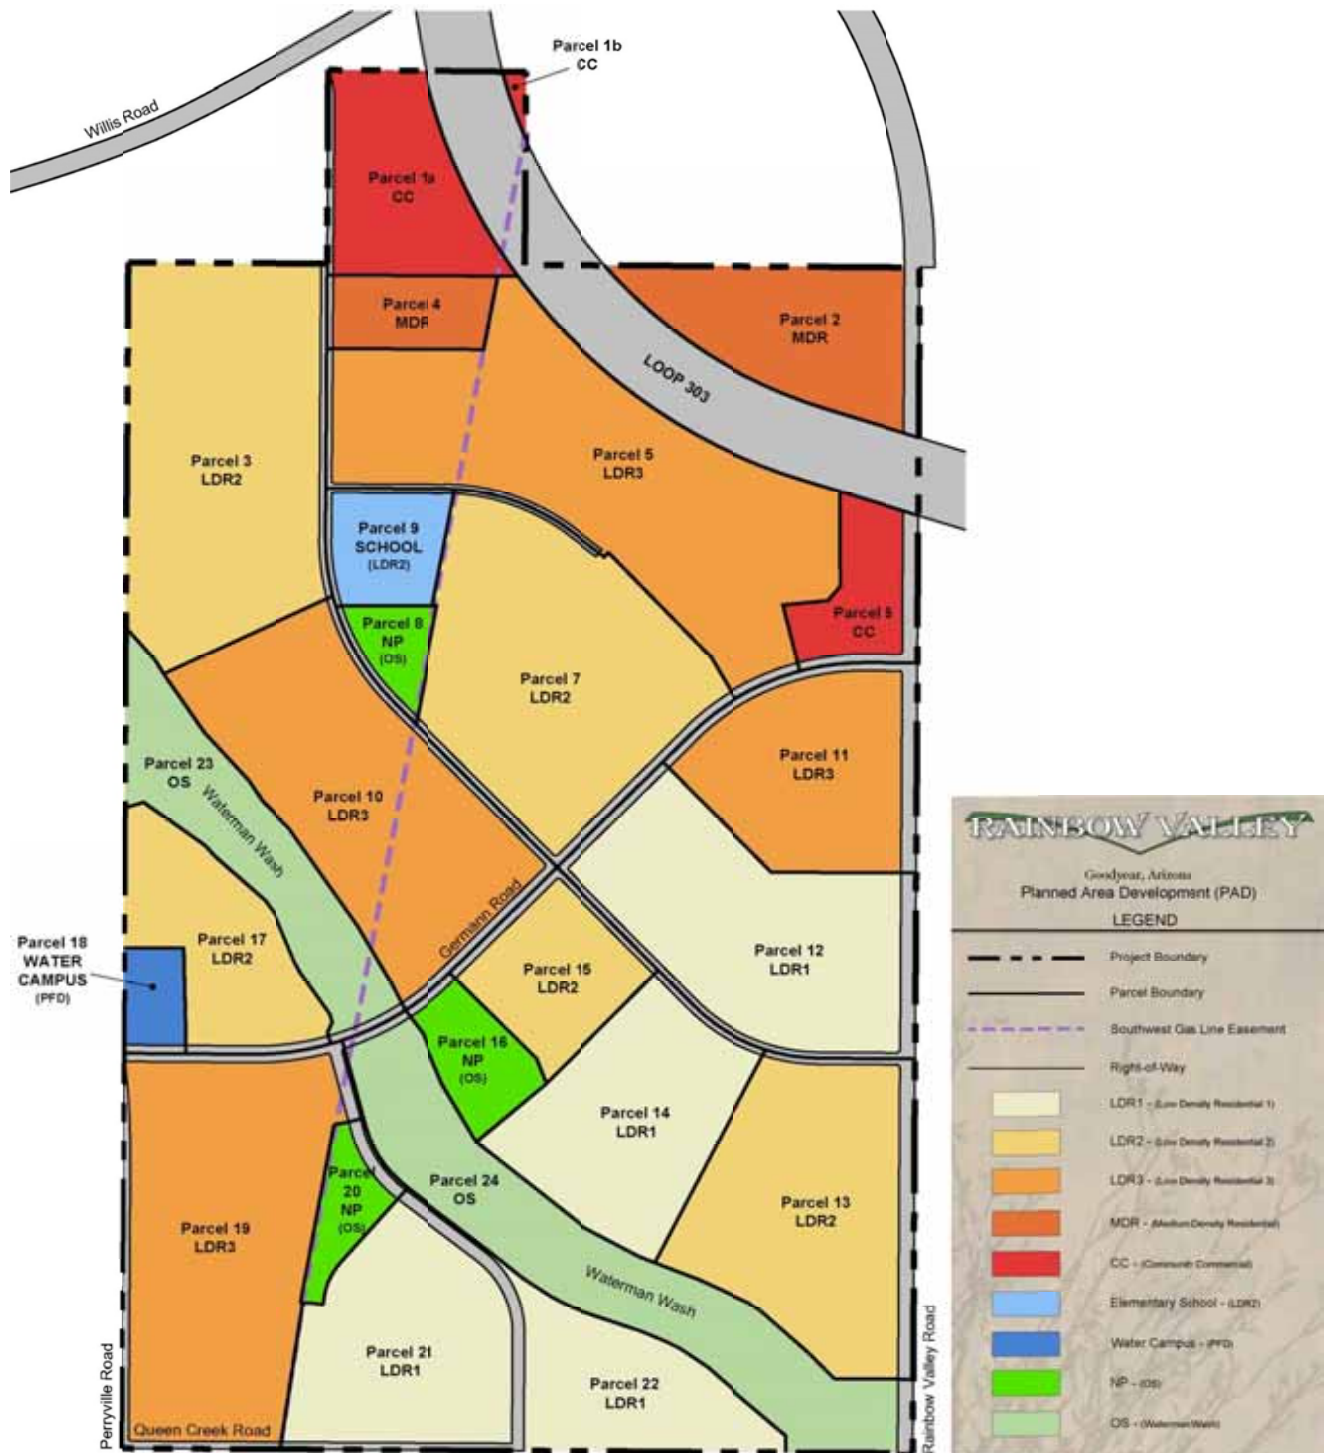 Parcel 1b
CC
Willis Road
Parcel 1a
CC
Parcel 4
MDR
Parcel 2
MDR
LOOP 303
Parcel 3
LDR2
Parcel 5
LDR3
Parcel 9
SCHOOL
(LDR2)
Parcel 8
NP
(OS)
Parcel 6
CC
Parcel 7
LDR2
Parcel 23
OS
Waterman Wash
Parcel 10
LDR3
Parcel 11
LDR3
Germann Road
Parcel 18
WATER
CAMPUS
(PFD)
Parcel 17
LDR2
Parcel 12
LDR1
Parcel 15
LDR2
Parcel 16
NP
(OS)
Parcel 14
LDR1
Parcel 24
OS
Parcel 13
LDR2
Parcel
20
NP
(OS)
Parcel 19
LDR3
Waterman Wash
Parcel 21
LDR1
Parcel 22
LDR1
Perryville Road
Queen Creek Road
Rainbow Valley Road
RAINBOW VALLEY
Goodyear, Arizona
Planned Area Development (PAD)
LEGEND
Project Boundary
Parcel Boundary
Southwest Gas Line Easement
Right-of-Way
LDR1 - (Low Density Residential 1)
LDR2 - (Low Density Residential 2)
LDR3 - (Low Density Residential 3)
MDR - (Medium Density Residential)
CC - (Communit Commercial)
Elementary School - (LDR2)
Water Campus - (PFD)
NP - (OS)
OS - (Waterman Wash)